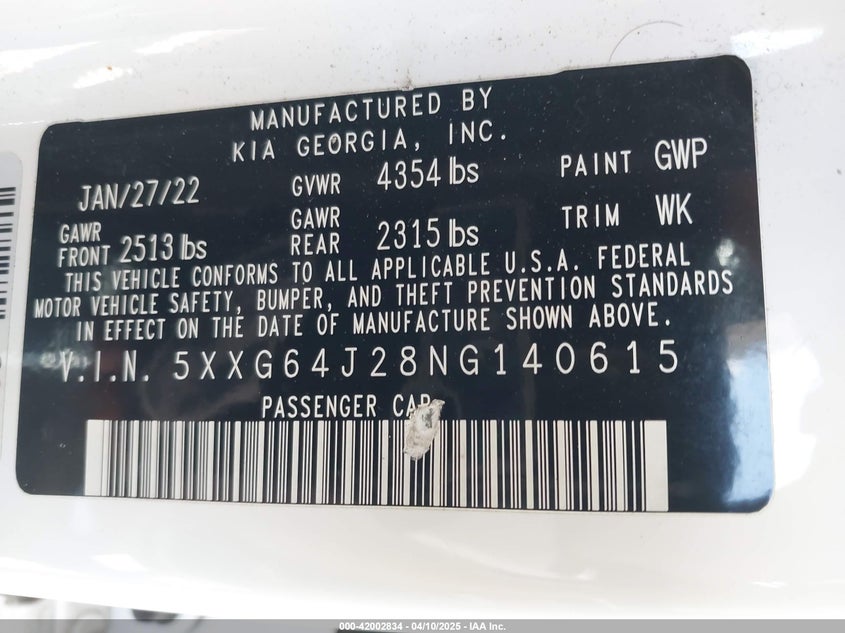 MANUFACTURED BY
KIA GEORGIA, INC.
JAN/27/22 GVWR 4354 lbs PAINT GWP
GAWR FRONT 2513 lbs GAWR REAR 2315 lbs TRIM WK
THIS VEHICLE CONFORMS TO ALL APPLICABLE U.S.A. FEDERAL
MOTOR VEHICLE SAFETY, BUMPER, AND THEFT PREVENTION STANDARDS
IN EFFECT ON THE DATE OF MANUFACTURE SHOWN ABOVE.
V.I.N. 5XXG64J28NG140615
PASSENGER CAR
000-42002834 - 04/10/2025 - IAA Inc.